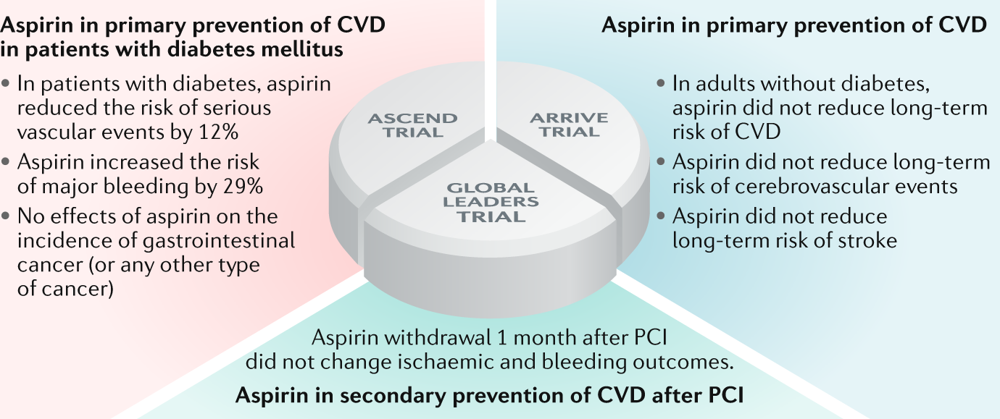 Aspirin in primary prevention of CVD
in patients with diabetes mellitus
• In patients with diabetes, aspirin
reduced the risk of serious
vascular events by 12%
• Aspirin increased the risk
of major bleeding by 29%
• No effects of aspirin on the
incidence of gastrointestinal
cancer (or any other type
of cancer)
Aspirin in primary prevention of CVD
• In adults without diabetes,
aspirin did not reduce long-term
risk of CVD
• Aspirin did not reduce long-term
risk of cerebrovascular events
• Aspirin did not reduce
long-term risk of stroke
ASCEND
TRIAL
ARRIVE
TRIAL
GLOBAL
LEADERS
TRIAL
Aspirin withdrawal 1 month after PCI
did not change ischaemic and bleeding outcomes.
Aspirin in secondary prevention of CVD after PCI